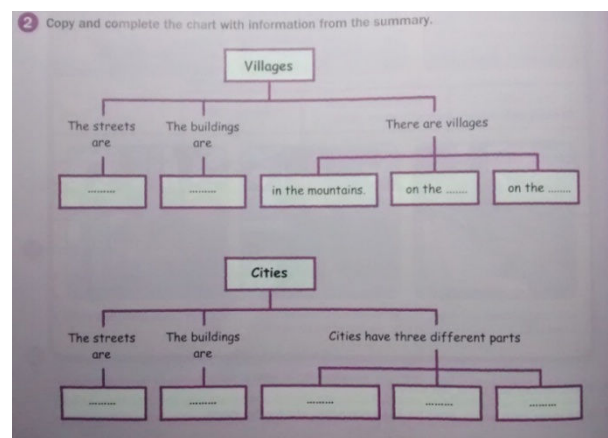 2 Copy and complete the chart with information from the summary.
Villages
The streets are
The buildings are
There are villages
..........
..........
in the mountains.
on the ........
on the ........
Cities
The streets are
The buildings are
Cities have three different parts
..........
..........
..........
..........
..........